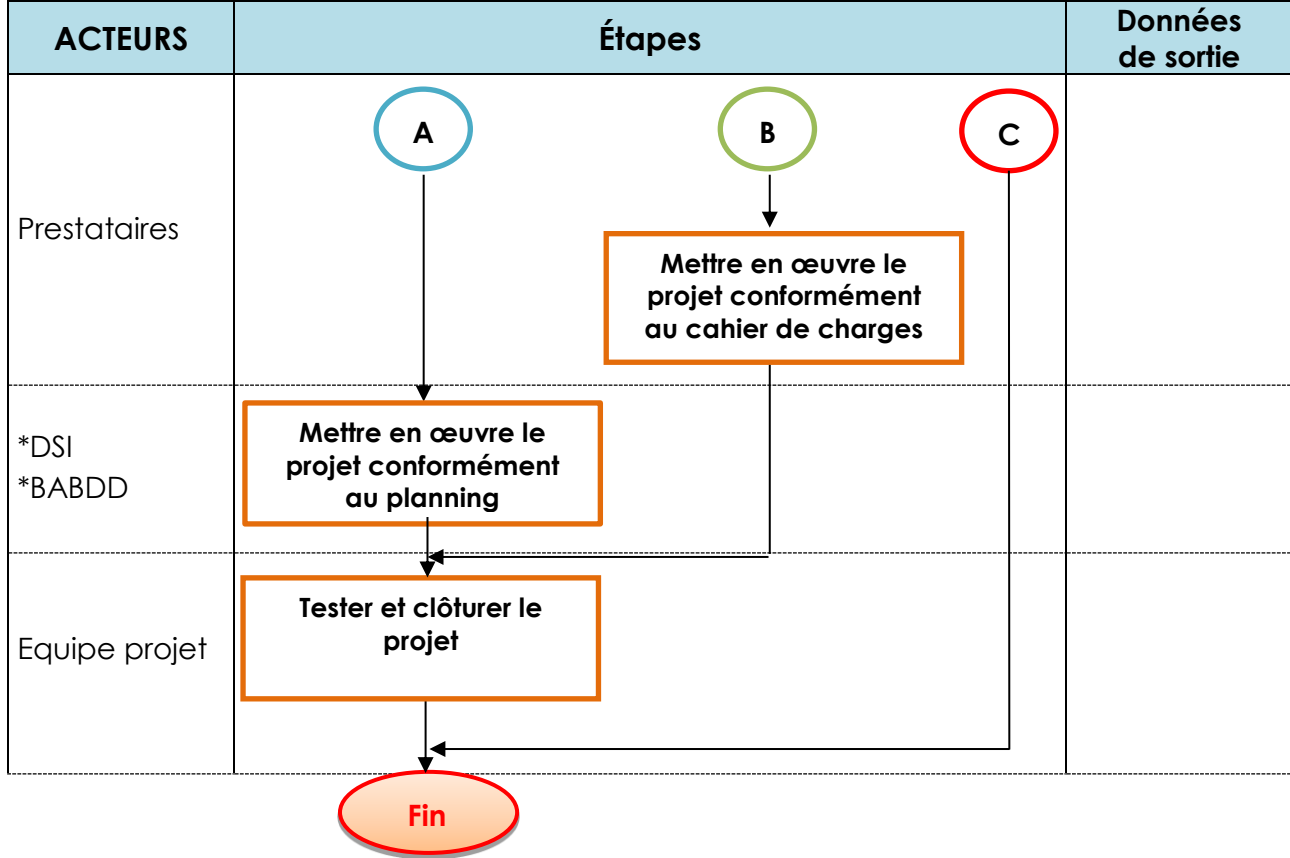 ACTEURS
Étapes
Données
de sortie
A
B
C
Prestataires
Mettre en œuvre le
projet conformément
au cahier de charges
*DSI
*BABDD
Mettre en œuvre le
projet conformément
au planning
Equipe projet
Tester et clôturer le
projet
Fin